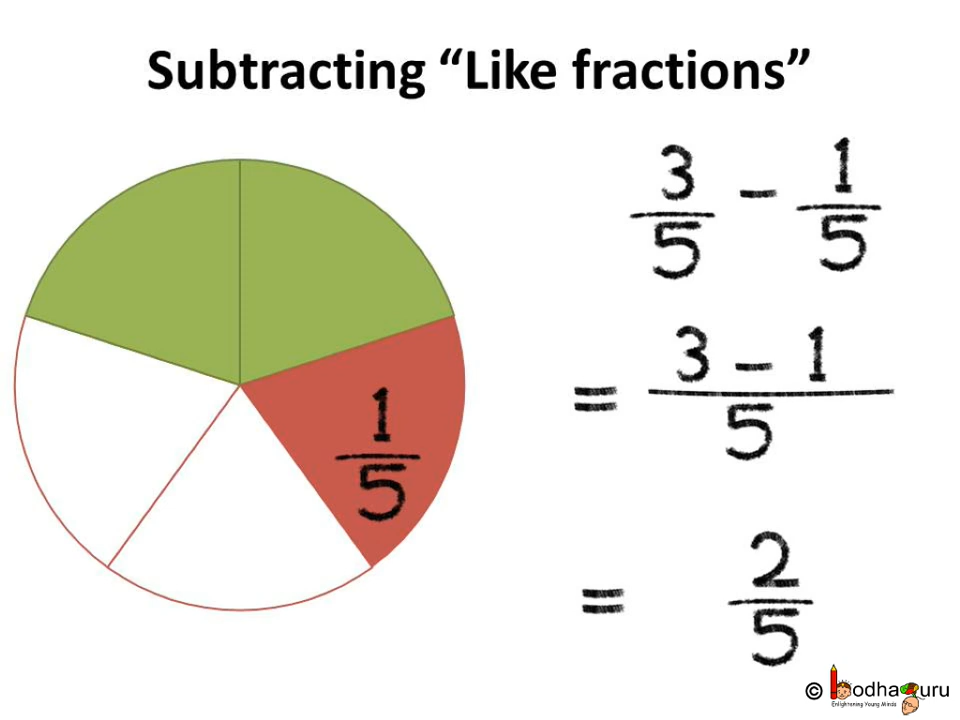 Subtracting “Like fractions”
3/5 - 1/5
= 3 - 1/5
= 2/5
1/5
© bodhaguru
Enlightening Young Minds